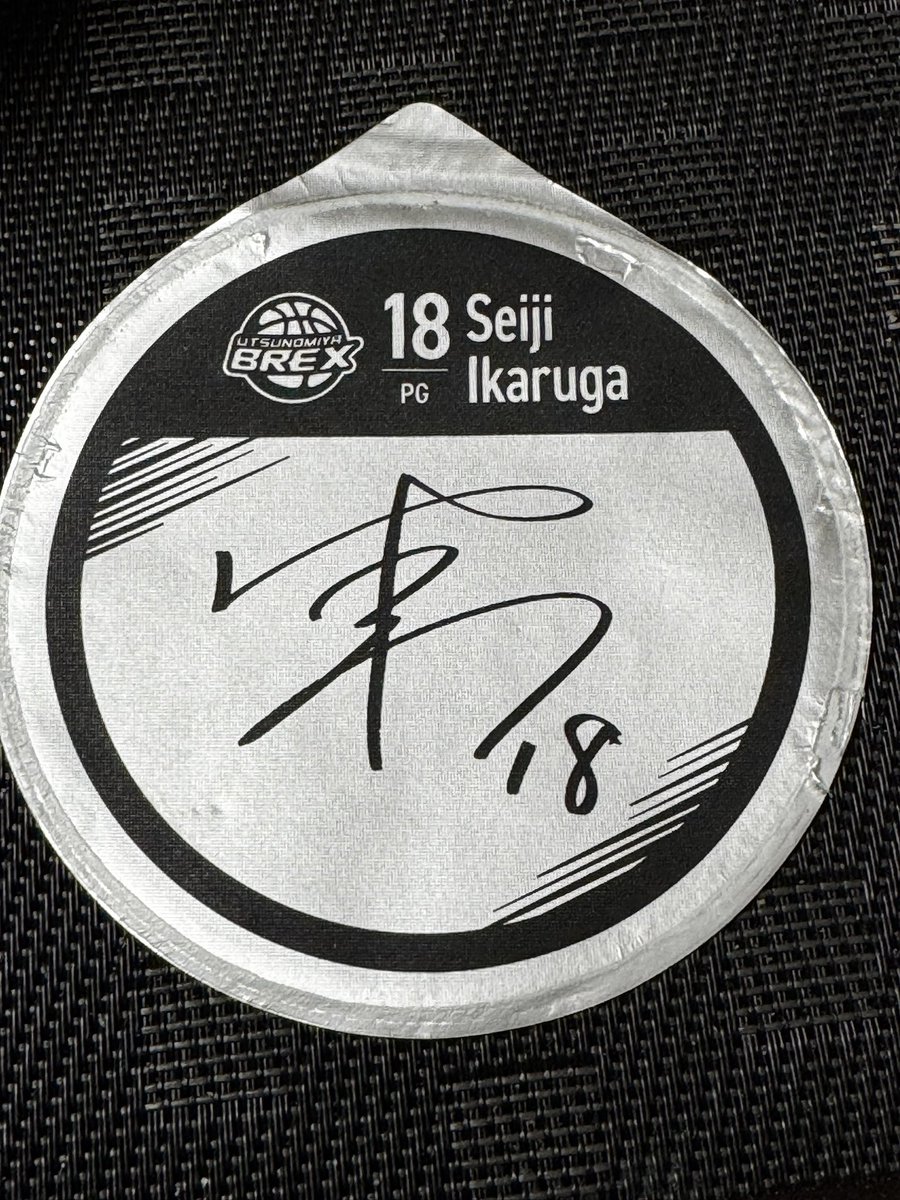 UTSUNOMIYA
BREX
18
PG
Seiji
Ikaruga
18